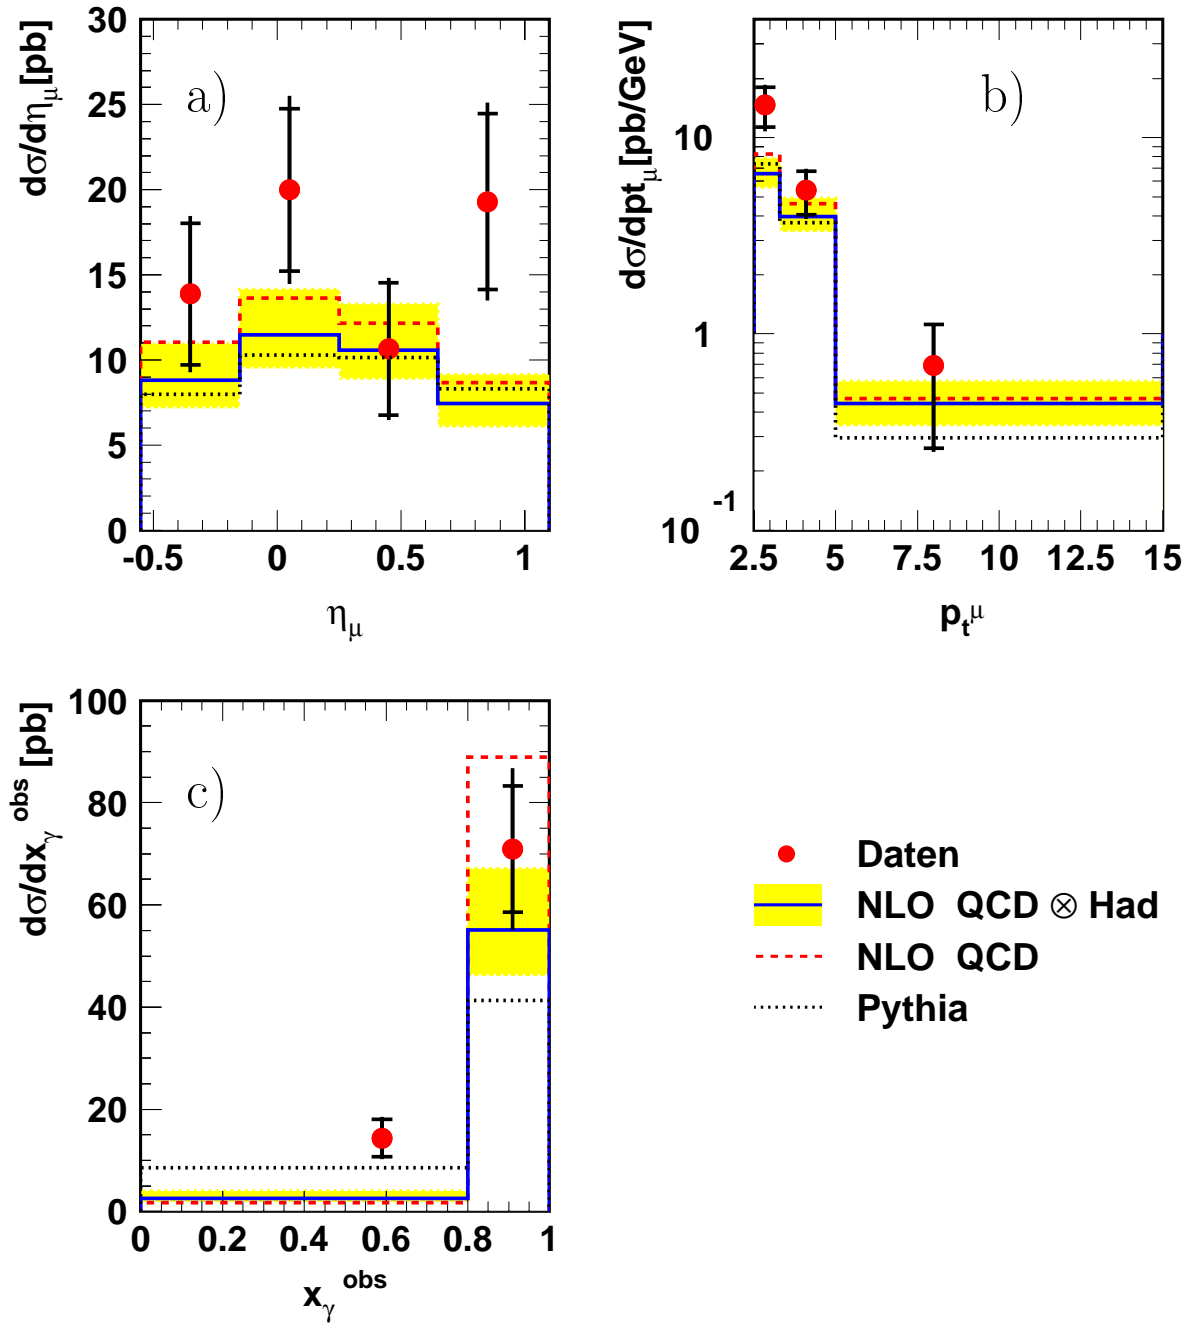 dσ/dη_μ[pb]
30
25
20
15
10
5
0
a)
-0.5 0 0.5 1
η_μ
dσ/dpt_μ[pb/GeV]
10
1
10^-1
b)
2.5 5 7.5 10 12.5 15
p_t^μ
dσ/dx_γ^obs [pb]
100
80
60
40
20
0
c)
0 0.2 0.4 0.6 0.8 1
x_γ^obs
Daten
NLO QCD ⊗ Had
NLO QCD
Pythia